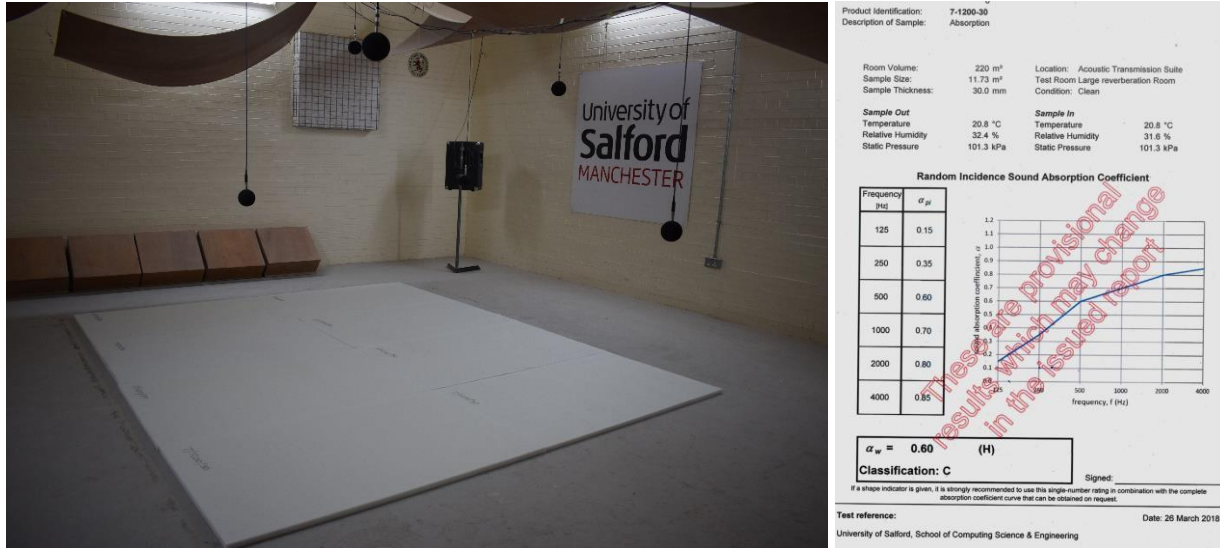 University of
Salford
MANCHESTER
Product Identification: 7-1200-30
Description of Sample: Absorption
Room Volume: 220 m³ Location: Acoustic Transmission Suite
Sample Size: 11.73 m² Test Room Large reverberation Room
Sample Thickness: 30.0 mm Condition: Clean
Sample Out Sample In
Temperature 20.8 °C Temperature 20.8 °C
Relative Humidity 32.4 % Relative Humidity 31.6 %
Static Pressure 101.3 kPa Static Pressure 101.3 kPa
Random Incidence Sound Absorption Coefficient
Frequency [Hz] α pi
125 0.15
250 0.35
500 0.60
1000 0.70
2000 0.80
4000 0.85
sound absorption coeffiicient, α
1.2
1.1
1.0
0.9
0.8
0.7
0.6
0.5
0.4
0.3
0.2
0.1
0.0
125 250 500 1000 2000 4000
frequency, f (Hz)
These are provisional
results which may change
in the issued report
α w = 0.60 (H)
Classification: C
Signed:
If a shape indicator is given, it is strongly recommended to use this single-number rating in combination with the complete
absorption coefficient curve that can be obtained on request.
Test reference: Date: 26 March 2018
University of Salford, School of Computing Science & Engineering